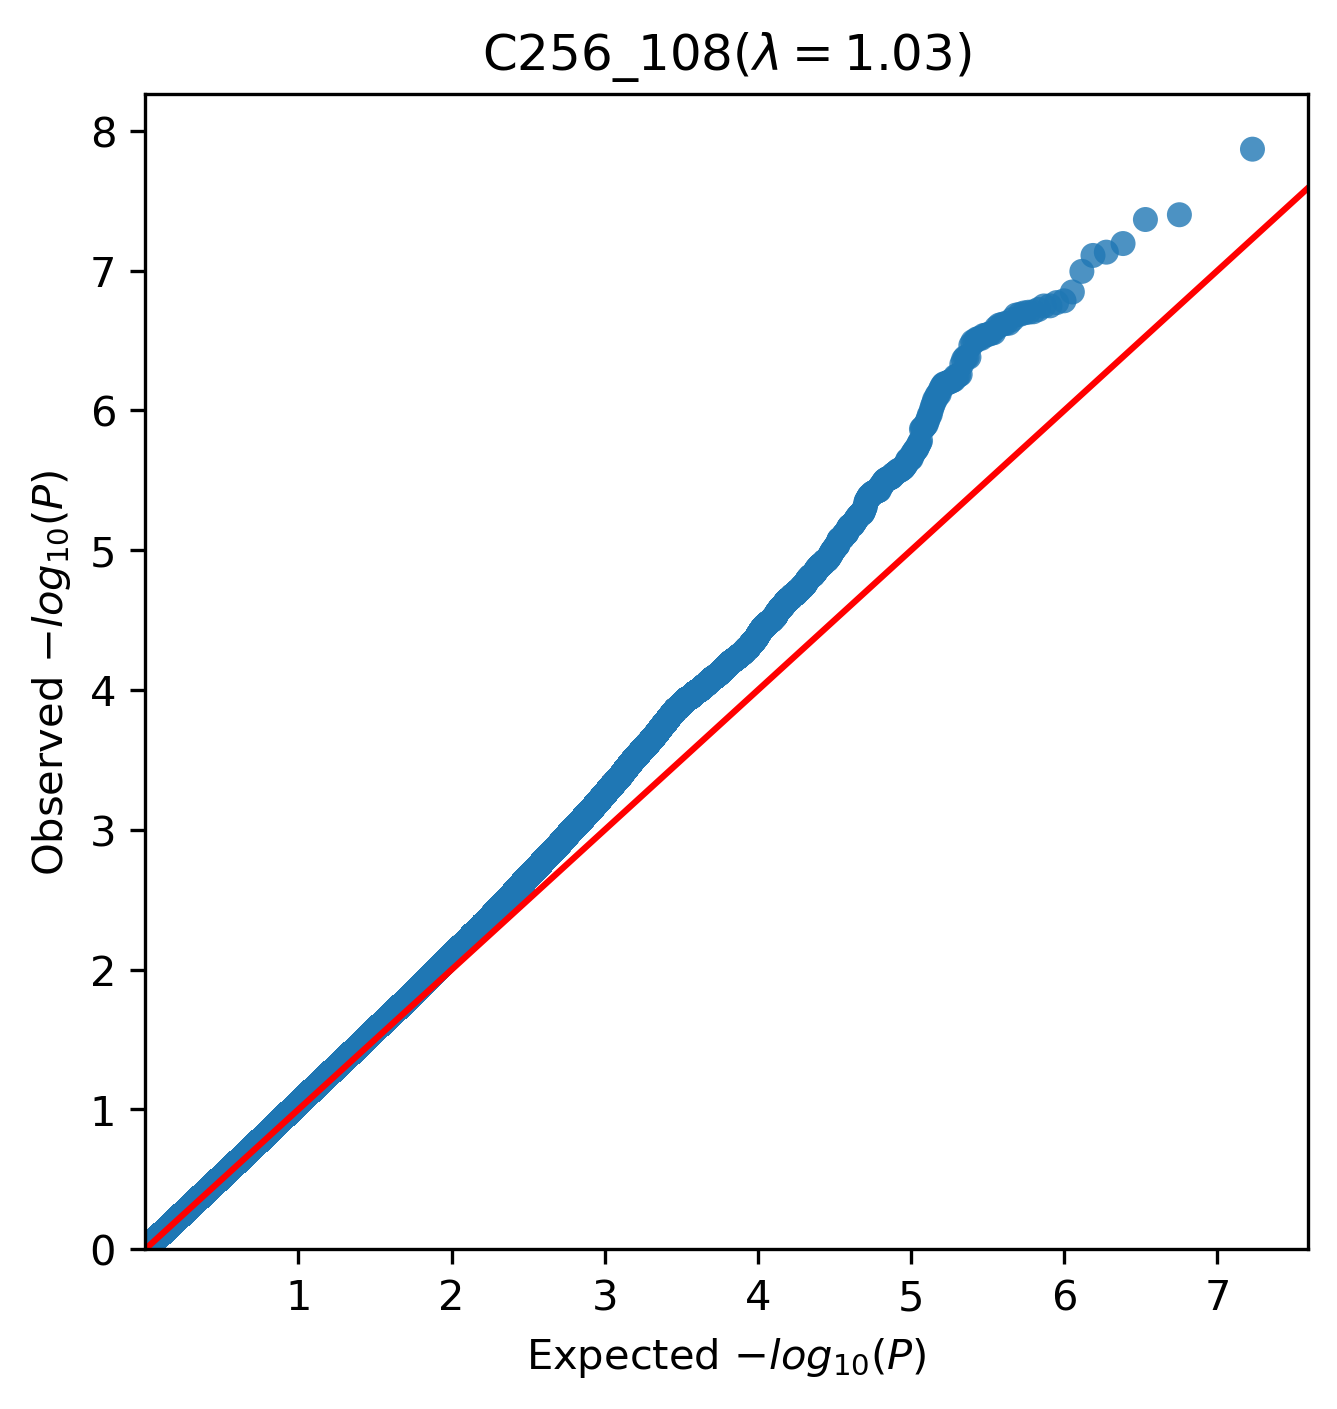 C256_108(λ = 1.03)
8
7
6
5
4
3
2
1
0
Observed −log₁₀(P)
1 2 3 4 5 6 7
Expected −log₁₀(P)